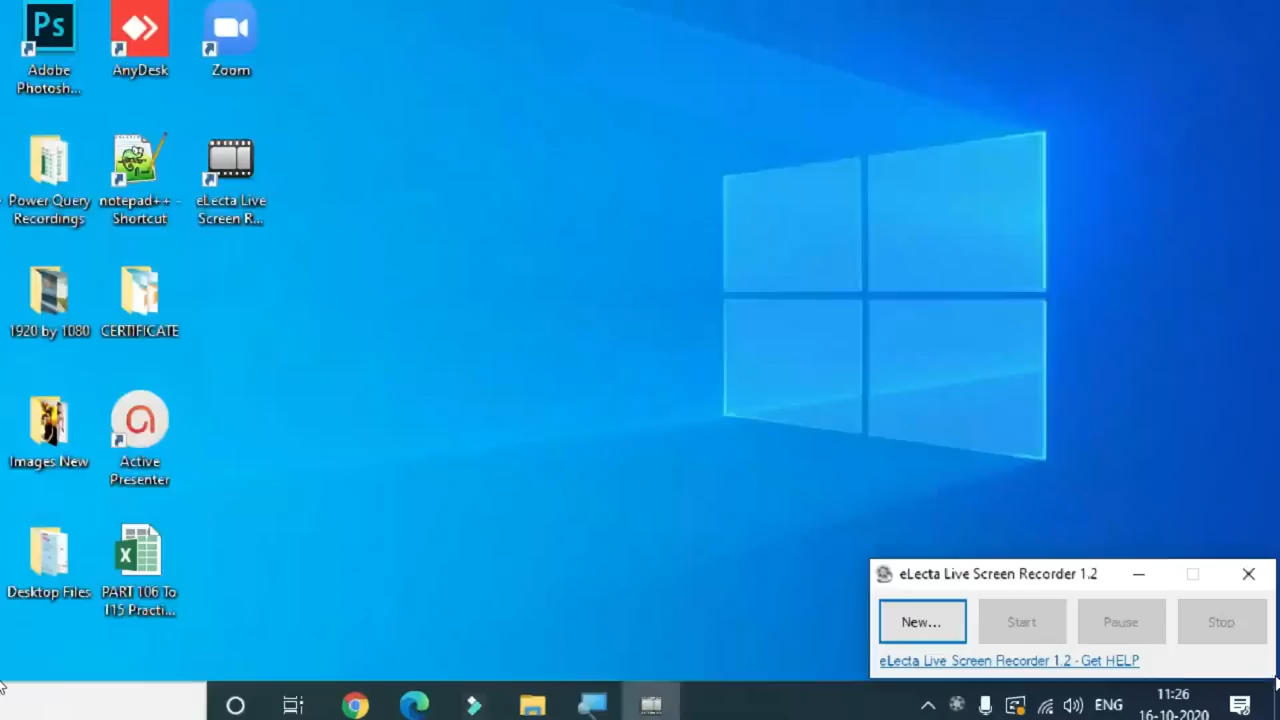 Ps
Adobe
Photosh...
AnyDesk
Zoom
Power Query
Recordings
notepad++ -
Shortcut
eLecta Live
Screen R...
1920 by 1080
CERTIFICATE
Images New
Active
Presenter
Desktop Files
X
PART 106 To
115 Practi...
eLecta Live Screen Recorder 1.2
New...
Start
Pause
Stop
eLecta Live Screen Recorder 1.2 - Get HELP
ENG
11:26
16-10-2020